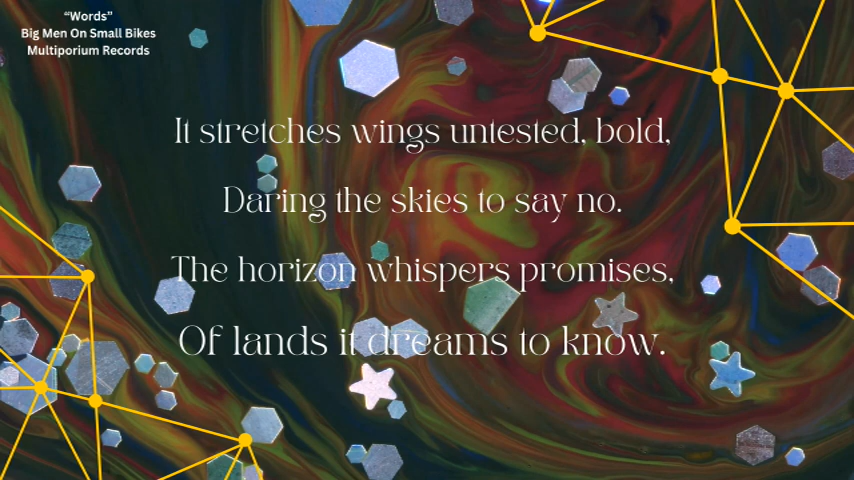 “Words”
Big Men On Small Bikes
Multiporium Records
It stretches wings untested, bold,
Daring the skies to say no.
The horizon whispers promises,
Of lands it dreams to know.